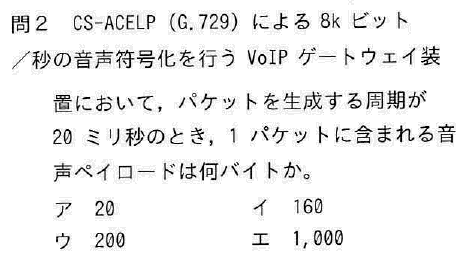 問2 CS-ACELP (G.729) による 8k ビット
／秒の音声符号化を行う VoIP ゲートウェイ装
置において，パケットを生成する周期が
20 ミリ秒のとき，1 パケットに含まれる音
声ペイロードは何バイトか。
ア 20 イ 160
ウ 200 エ 1,000